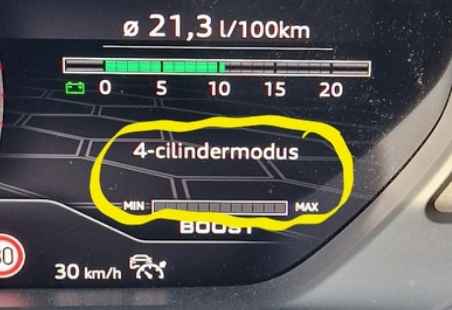 ø 21,3 l/100km
0 5 10 15 20
4-cilindermodus
MIN MAX
BOOST
30 km/h